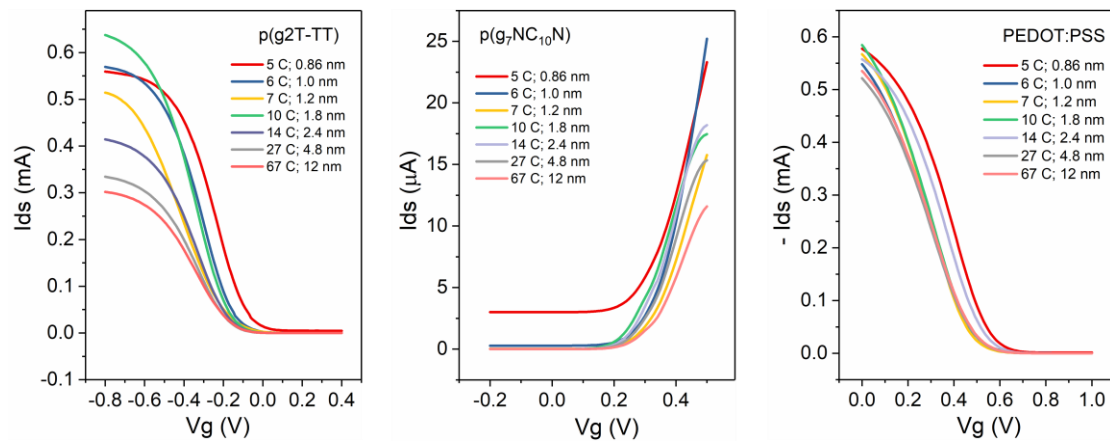 p(g2T-TT)
5 C; 0.86 nm
6 C; 1.0 nm
7 C; 1.2 nm
10 C; 1.8 nm
14 C; 2.4 nm
27 C; 4.8 nm
67 C; 12 nm
Ids (mA)
0.6
0.5
0.4
0.3
0.2
0.1
0.0
-0.1
-0.8 -0.6 -0.4 -0.2 0.0 0.2 0.4
Vg (V)
p(g₇NC₁₀N)
5 C; 0.86 nm
6 C; 1.0 nm
7 C; 1.2 nm
10 C; 1.8 nm
14 C; 2.4 nm
27 C; 4.8 nm
67 C; 12 nm
Ids (μA)
25
20
15
10
5
0
-0.2 0.0 0.2 0.4
Vg (V)
PEDOT:PSS
5 C; 0.86 nm
6 C; 1.0 nm
7 C; 1.2 nm
10 C; 1.8 nm
14 C; 2.4 nm
27 C; 4.8 nm
67 C; 12 nm
- Ids (mA)
0.6
0.5
0.4
0.3
0.2
0.1
0.0
0.0 0.2 0.4 0.6 0.8 1.0
Vg (V)